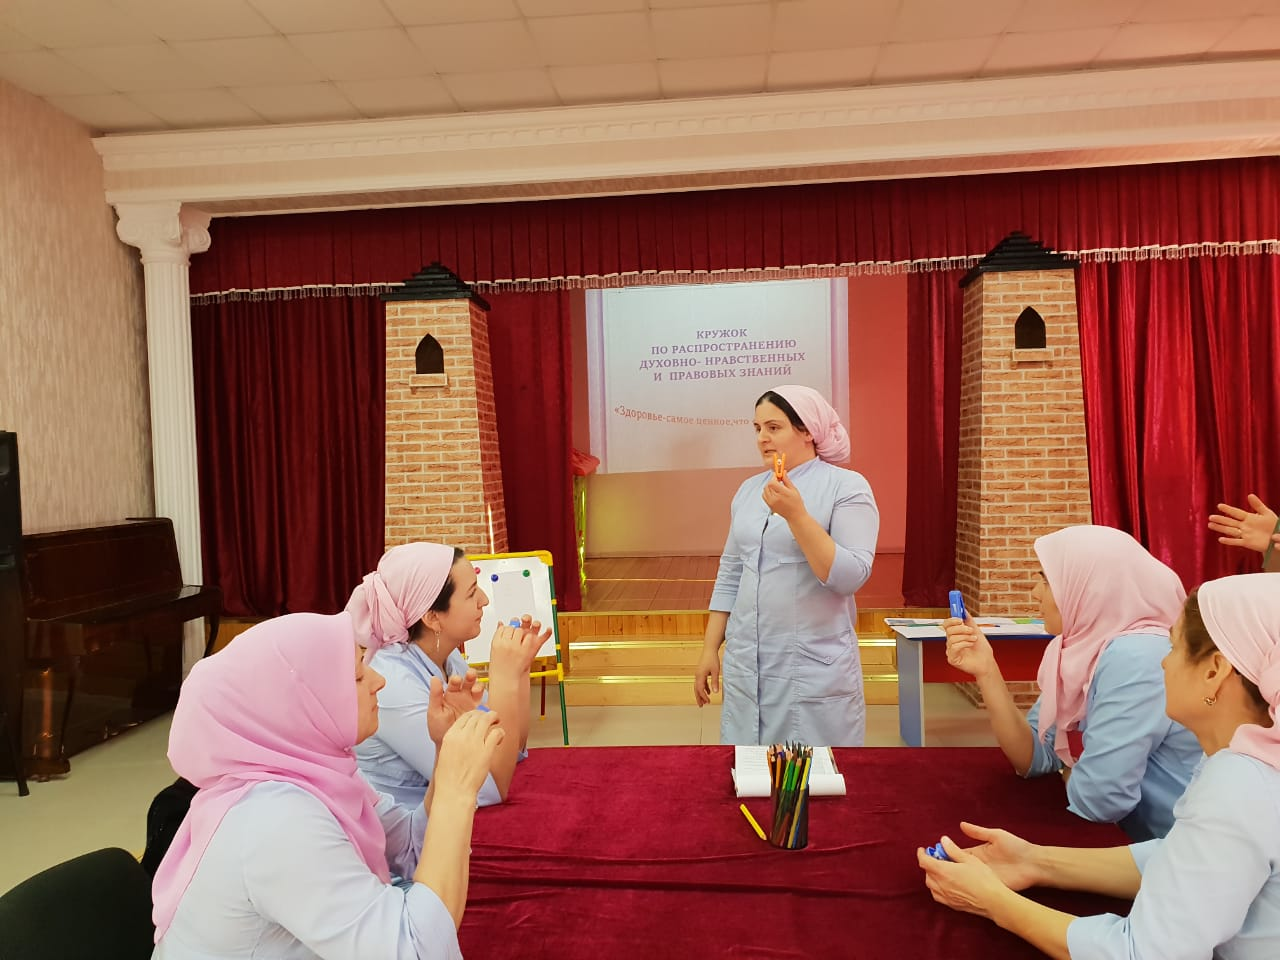 КРУЖОК
ПО РАСПРОСТРАНЕНИЮ
ДУХОВНО- НРАВСТВЕННЫХ
И ПРАВОВЫХ ЗНАНИЙ
«Здоровье-самое ценное,что